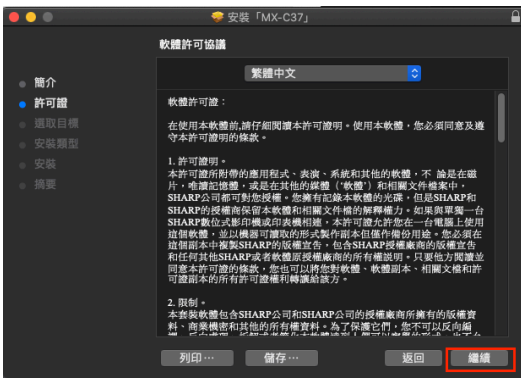 安裝「MX-C37」
軟體許可協議
繁體中文
簡介
許可證
選取目標
安裝類型
安裝
摘要
軟體許可證：
在使用本軟體前,請仔細閱讀本許可證明。使用本軟體，您必須同意及遵
守本許可證明的條款。
1. 許可證明。
本許可證所附帶的應用程式、表演、系統和其他的軟體，不 論是在磁
片，唯讀記憶體，或是在其他的媒體（‘軟體’）和相關文件檔案中，
SHARP公司都可對您授權。您擁有記錄本軟體的光碟，但是SHARP和
SHARP的授權商保留本軟體和相關文件檔的解釋權力。如果與單獨一台
SHARP數位式影印機或印表機相連，本許可證允許您在一台電腦上使用
這個軟體，並以機器可讀取的形式製作副本但僅作備份用途。您必須在
這個副本中複製SHARP的版權宣告，包含SHARP授權廠商的版權宣告
和任何其他SHARP或者軟體原授權廠商的所有權說明。只要他方閱讀並
同意本許可證的條款，您也可以將您對軟體、軟體副本、相關文檔和許
可證副本的所有許可證權利轉讓給該方。
2. 限制。
本套裝軟體包含SHARP公司和SHARP公司的授權廠商所擁有的版權資
料、商業機密和其他的所有權資料。為了保護它們，您不可以反向編
列印⋯
儲存⋯
返回
繼續